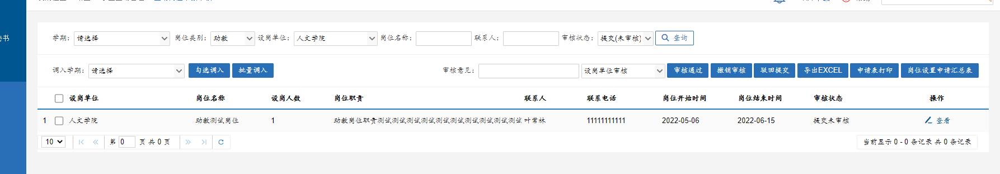 秘书
学期: 请选择 岗位类别: 助教 设岗单位: 人文学院 岗位名称: 联系人: 审核状态: 提交(未审核) 查询
调入学期: 请选择 勾选调入 批量调入 审核意见: 设岗单位审核 审核通过 撤销审核 驳回提交 导出EXCEL 申请表打印 岗位设置申请汇总表
设岗单位 岗位名称 设岗人数 岗位职责 联系人 联系电话 岗位开始时间 岗位结束时间 审核状态 操作
1 人文学院 助教测试岗位 1 助教岗位职责测试测试测试测试测试测试测试测试测试测试 叶常林 11111111111 2022-05-06 2022-06-15 提交未审核 查看
10 第 0 页 共 0 页 当前显示 0 - 0 条记录 共 0 条记录